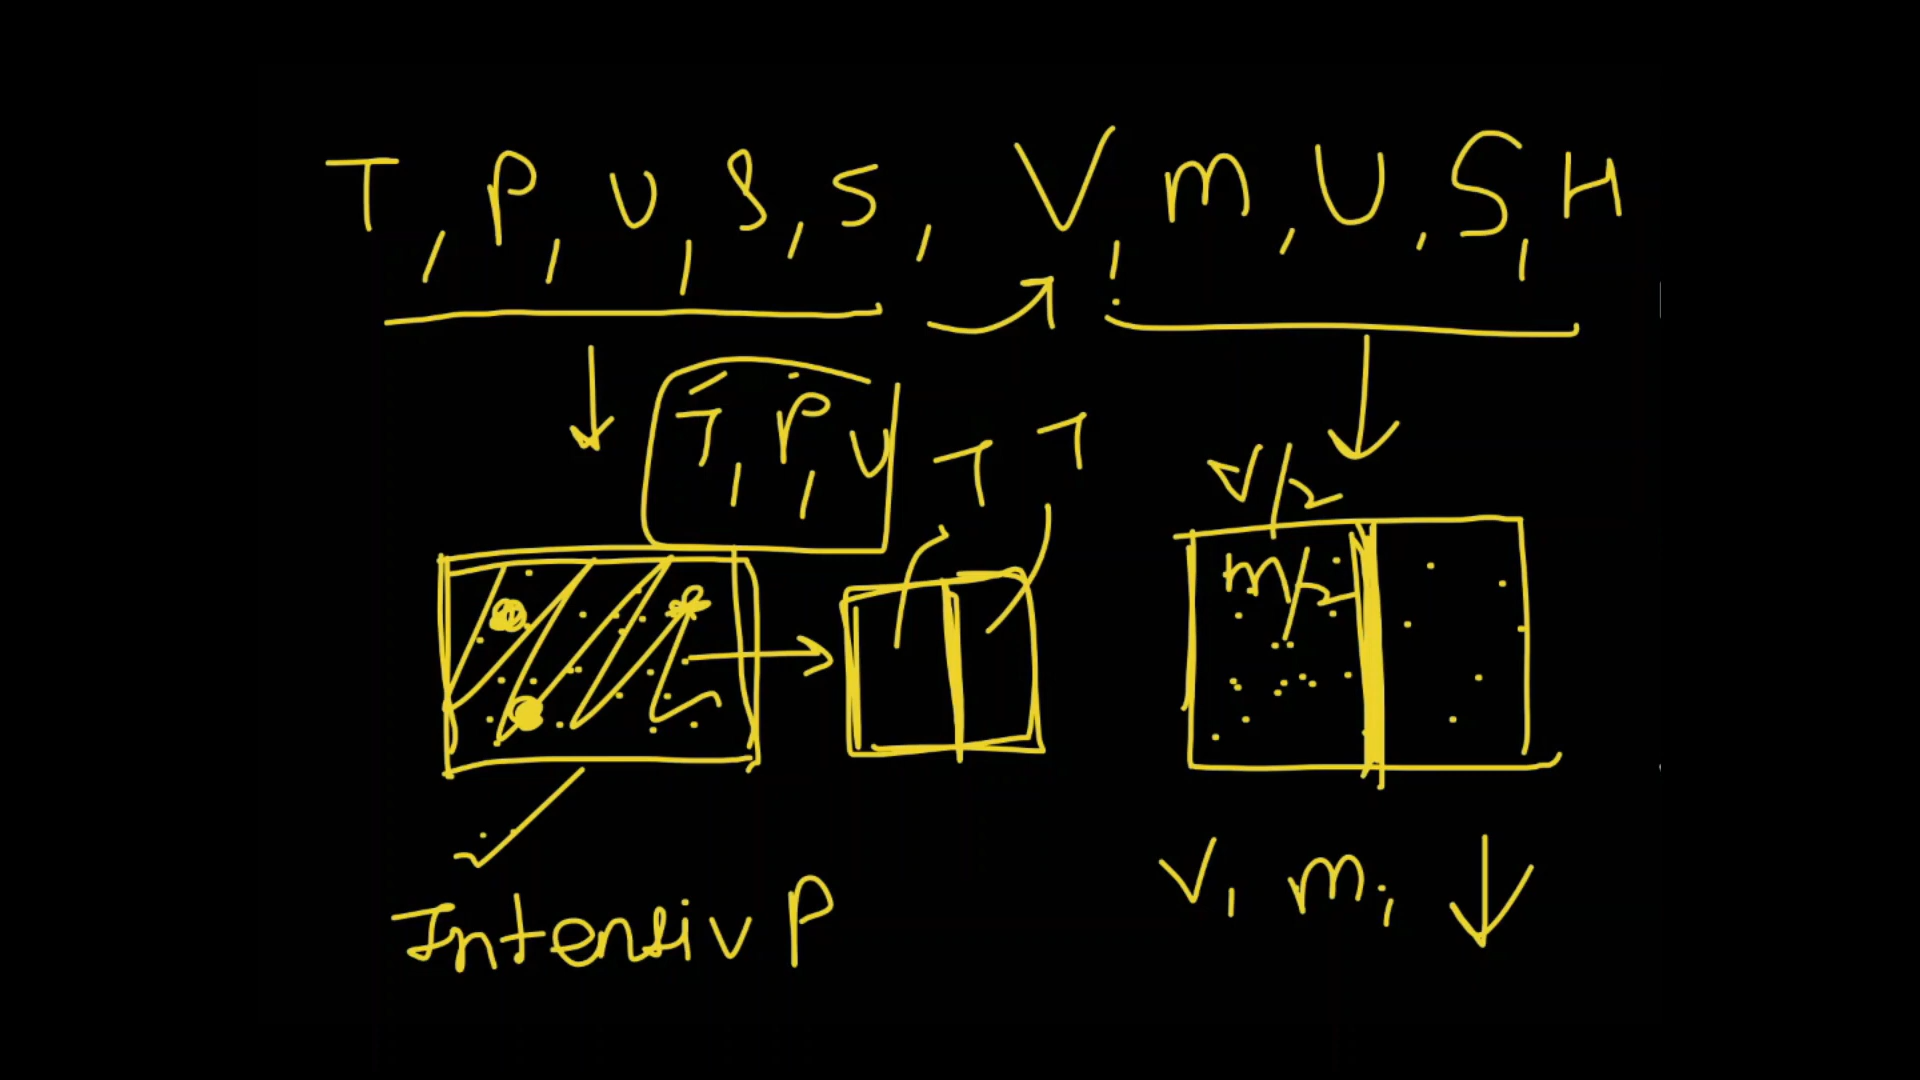 T, P, υ, ρ, s, V, m, U, S, H
T, P, υ
T T
V/2
m/2
V, m,
Intensiv P